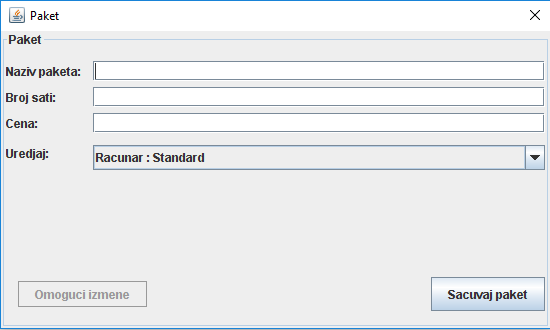 Paket
Paket
Naziv paketa:
Broj sati:
Cena:
Uredjaj:
Racunar : Standard
Omoguci izmene
Sacuvaj paket